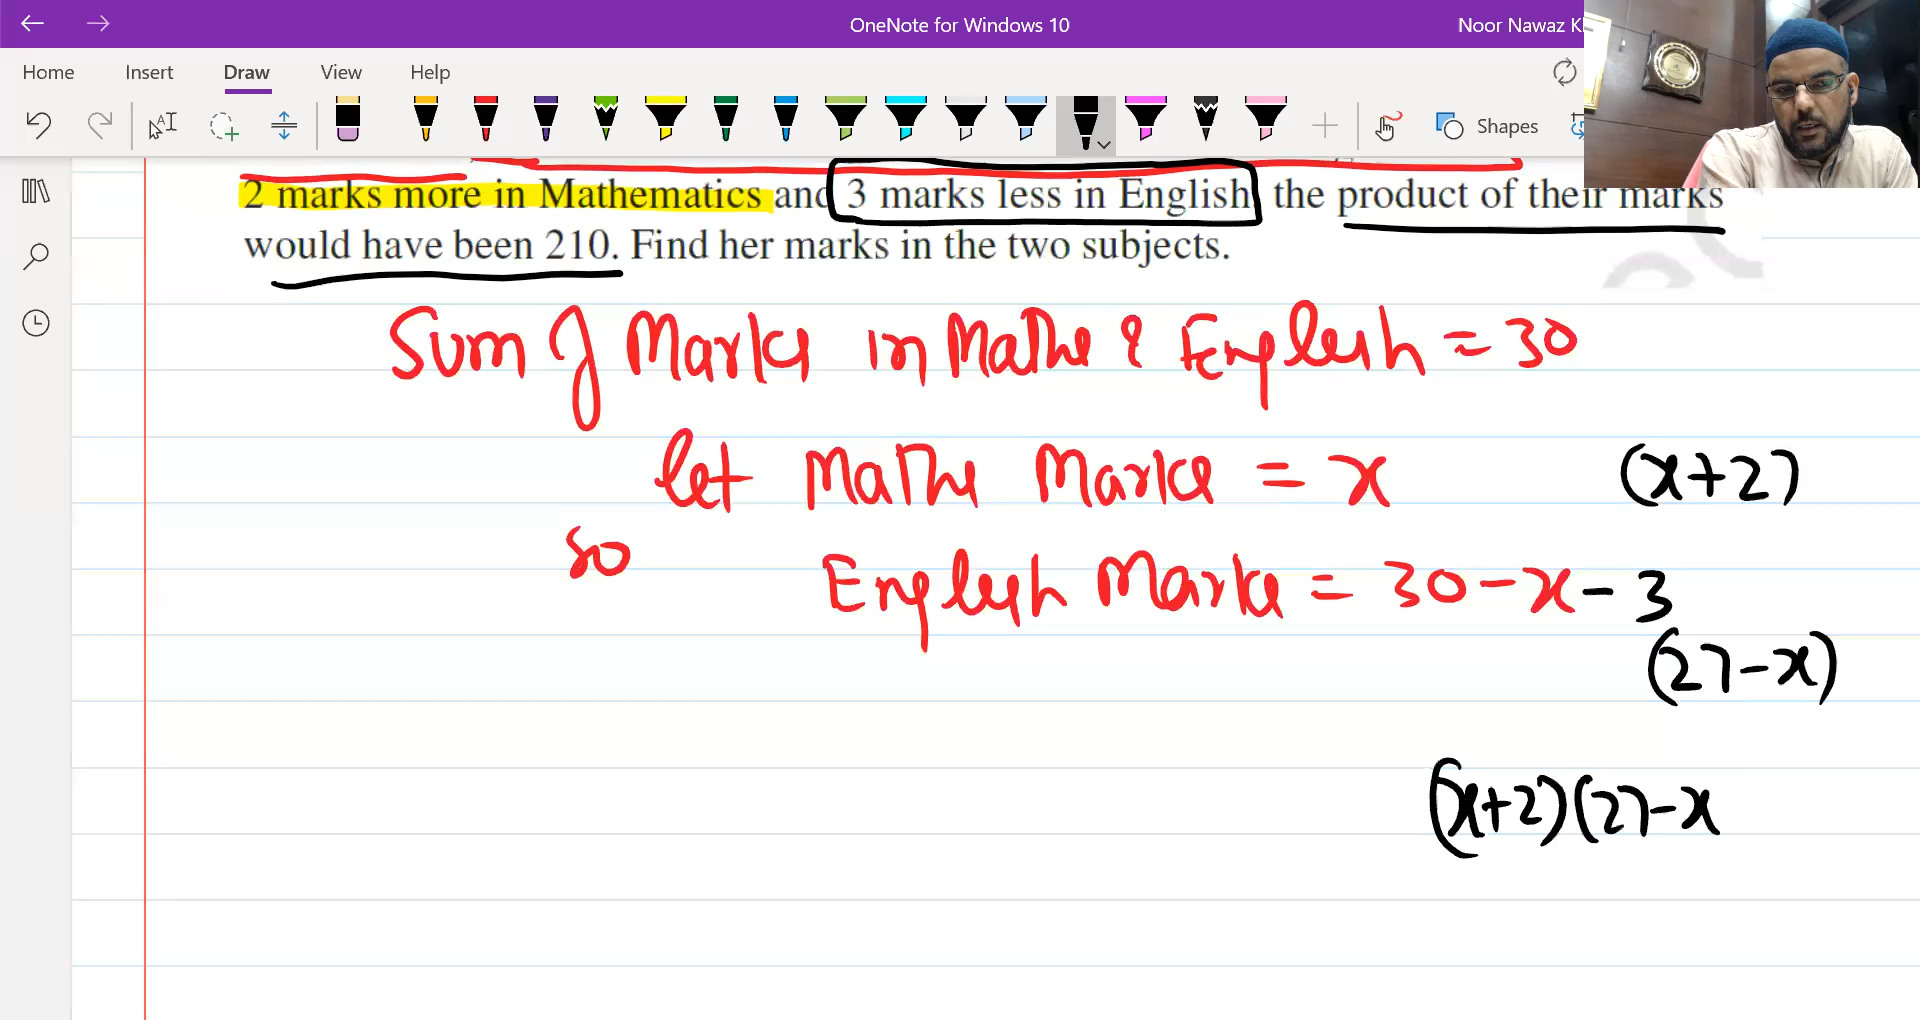 OneNote for Windows 10
Noor Nawaz
Home Insert Draw View Help
Shapes
2 marks more in Mathematics and 3 marks less in English the product of their marks
would have been 210. Find her marks in the two subjects.
Sum of Marks in Maths & English = 30
let Maths Marks = x (x+2)
so
English Marks = 30-x-3
(27-x)
(x+2)(27-x